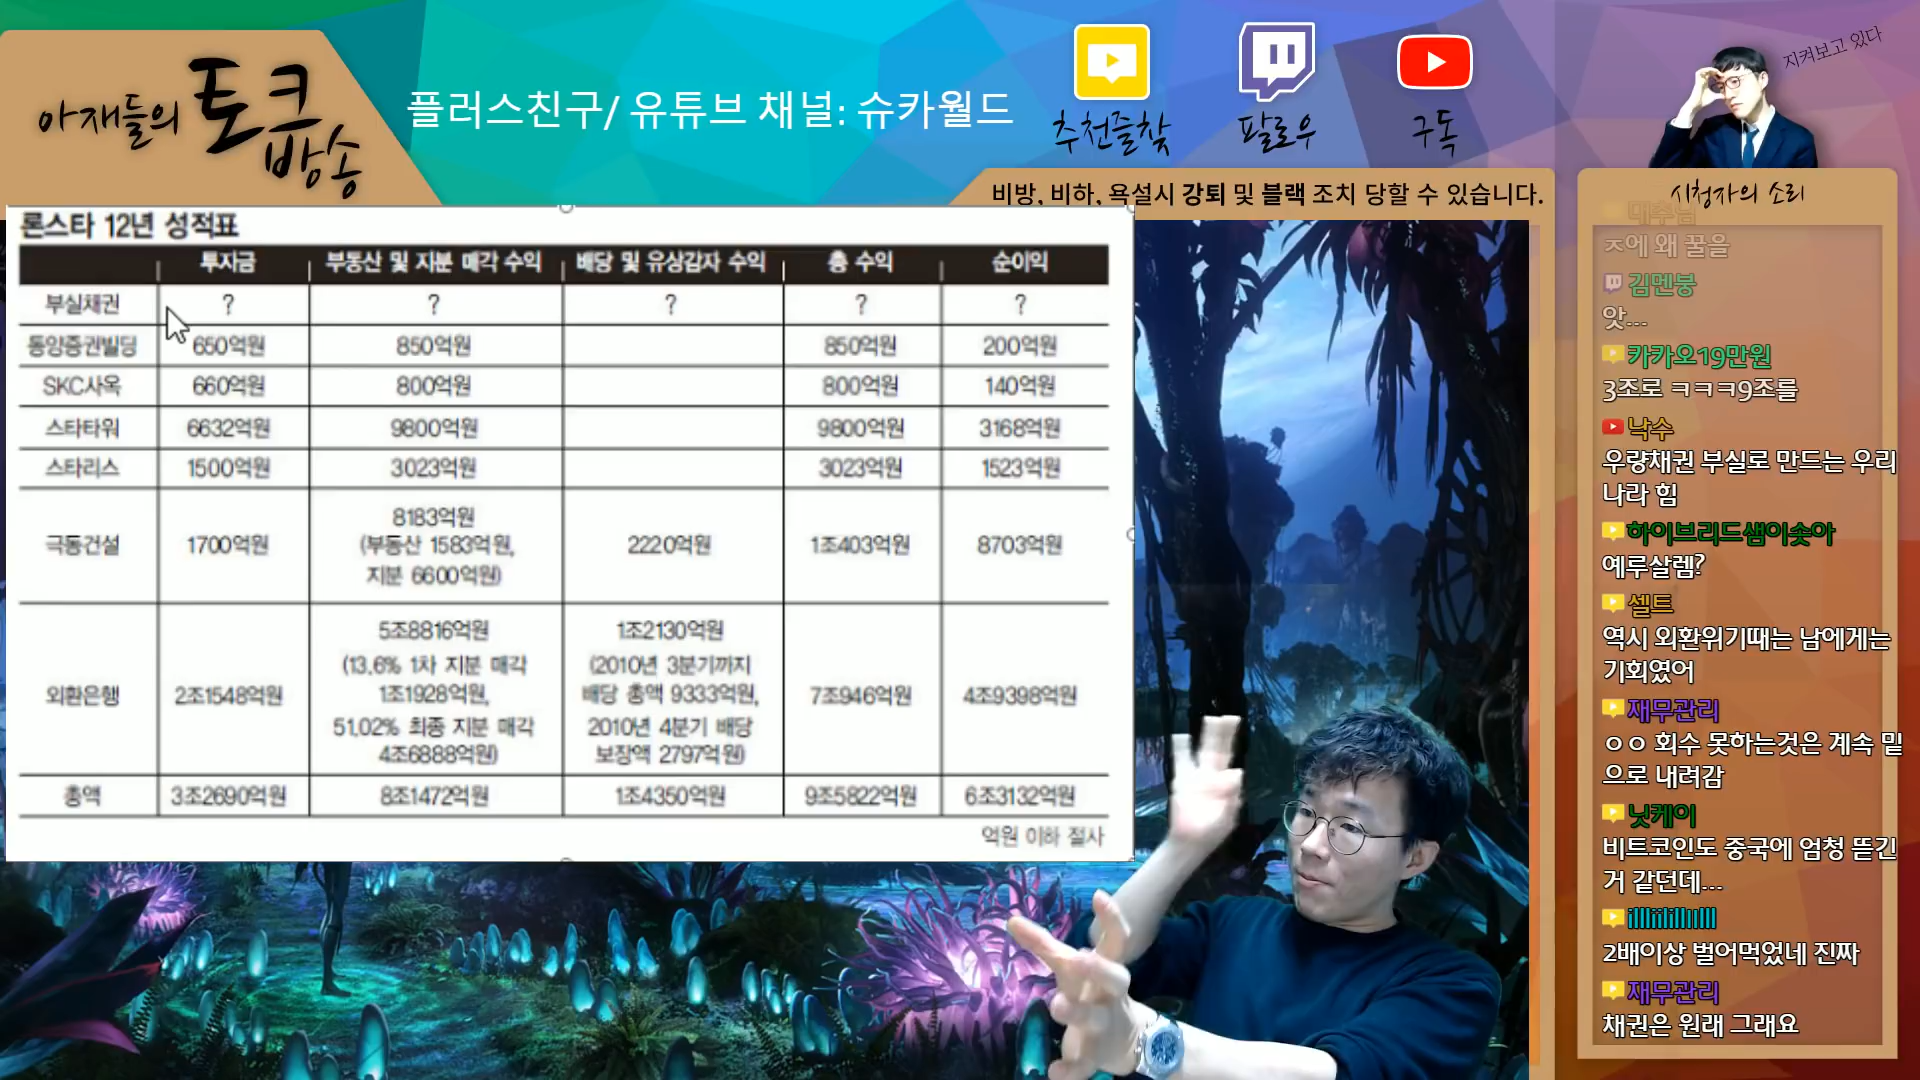 아재들의 토크 방송
플러스친구/ 유튜브 채널: 슈카월드
추천즐찾
팔로우
구독
지켜보고 있다
비방, 비하, 욕설시 강퇴 및 블랙 조치 당할 수 있습니다.
론스타 12년 성적표
투자금 부동산 및 지분 매각 수익 배당 및 유상감자 수익 총 수익 순이익
부실채권 ? ? ? ? ?
동양증권빌딩 650억원 850억원 850억원 200억원
SKC사옥 660억원 800억원 800억원 140억원
스타타워 6632억원 9800억원 9800억원 3168억원
스타리스 1500억원 3023억원 3023억원 1523억원
극동건설 1700억원 8183억원 (부동산 1583억원, 지분 6600억원) 2220억원 1조403억원 8703억원
외환은행 2조1548억원 5조8816억원 (13.6% 1차 지분 매각 1조1928억원, 51.02% 최종 지분 매각 4조6888억원) 1조2130억원 (2010년 3분기까지 배당 총액 9333억원, 2010년 4분기 배당 보장액 2797억원) 7조946억원 4조9398억원
총액 3조2690억원 8조1472억원 1조4350억원 9조5822억원 6조3132억원
억원 이하 절사
시청자의 소리
ㅈ에 왜 꿀을
김멘붕
앗...
카카오19만원
3조로 ㅋㅋㅋ9조를
낙수
우량채권 부실로 만드는 우리
나라 힘
하이브리드쌤이솟아
예루살렘?
셀트
역시 외환위기때는 남에게는
기회였어
재무관리
ㅇㅇ 회수 못하는것은 계속 밑
으로 내려감
닛케이
비트코인도 중국에 엄청 뜯긴
거 같던데...
2배이상 벌어먹었네 진짜
재무관리
채권은 원래 그래요